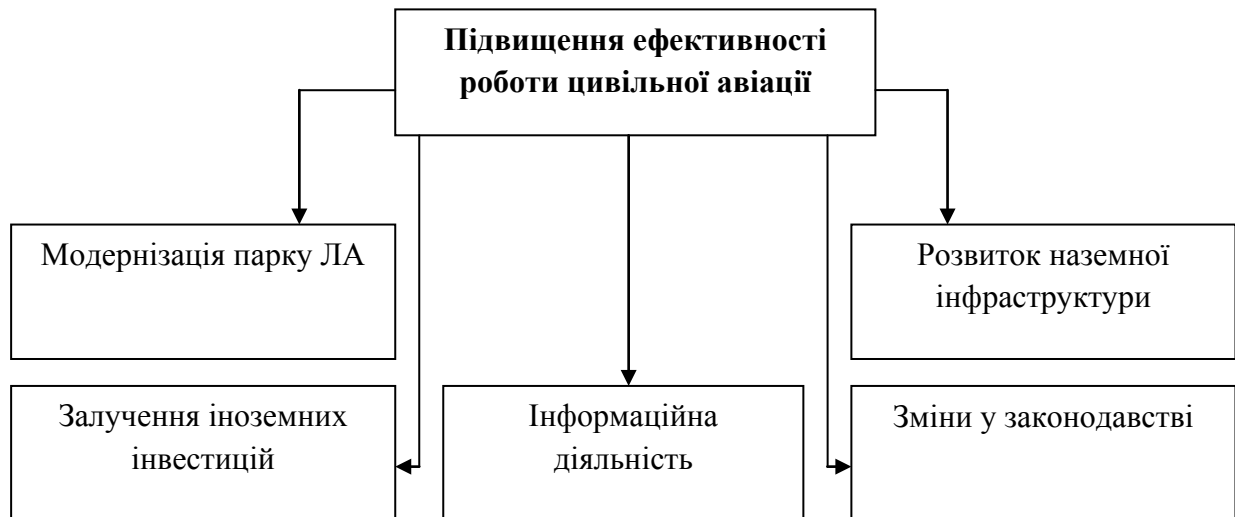 Підвищення ефективності
роботи цивільної авіації
Модернізація парку ЛА
Розвиток наземної
інфраструктури
Залучення іноземних
інвестицій
Інформаційна
діяльність
Зміни у законодавстві